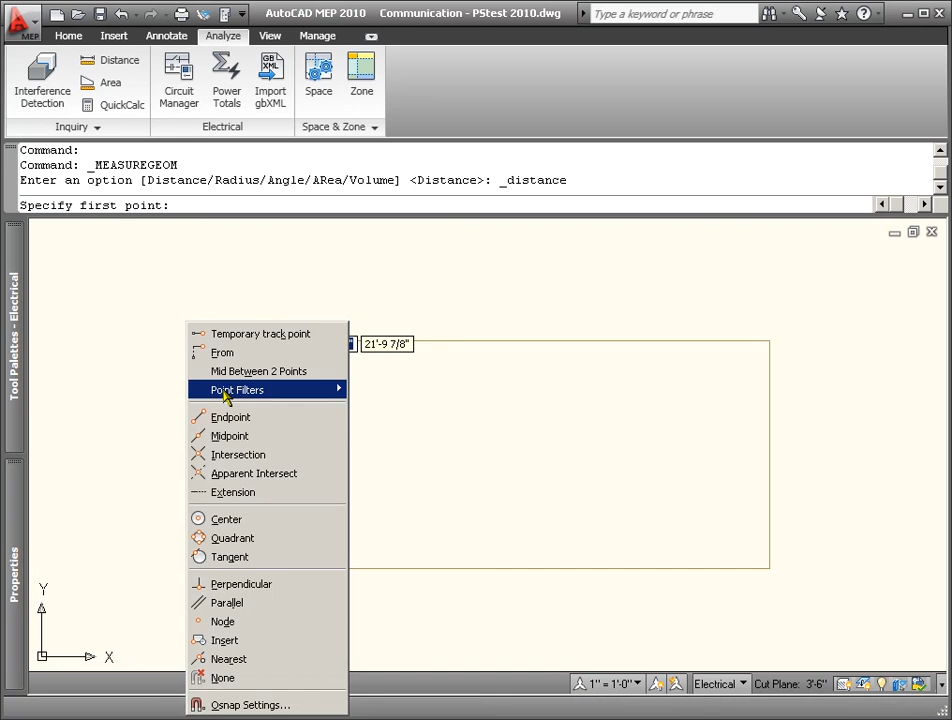 MEP
AutoCAD MEP 2010 Communication - PStest 2010.dwg
Type a keyword or phrase
Home Insert Annotate Analyze View Manage
Interference Detection
Distance
Area
QuickCalc
Circuit Manager
Power Totals
GB XML
Import gbXML
Space
Zone
Inquiry
Electrical
Space & Zone
Command:
Command: _MEASUREGEOM
Enter an option [Distance/Radius/Angle/ARea/Volume] <Distance>: _distance
Specify first point:
Tool Palettes - Electrical
Properties
21'-9 7/8"
Temporary track point
From
Mid Between 2 Points
Point Filters
Endpoint
Midpoint
Intersection
Apparent Intersect
Extension
Center
Quadrant
Tangent
Perpendicular
Parallel
Node
Insert
Nearest
None
Osnap Settings...
Y
X
1" = 1'-0" Electrical Cut Plane: 3'-6"